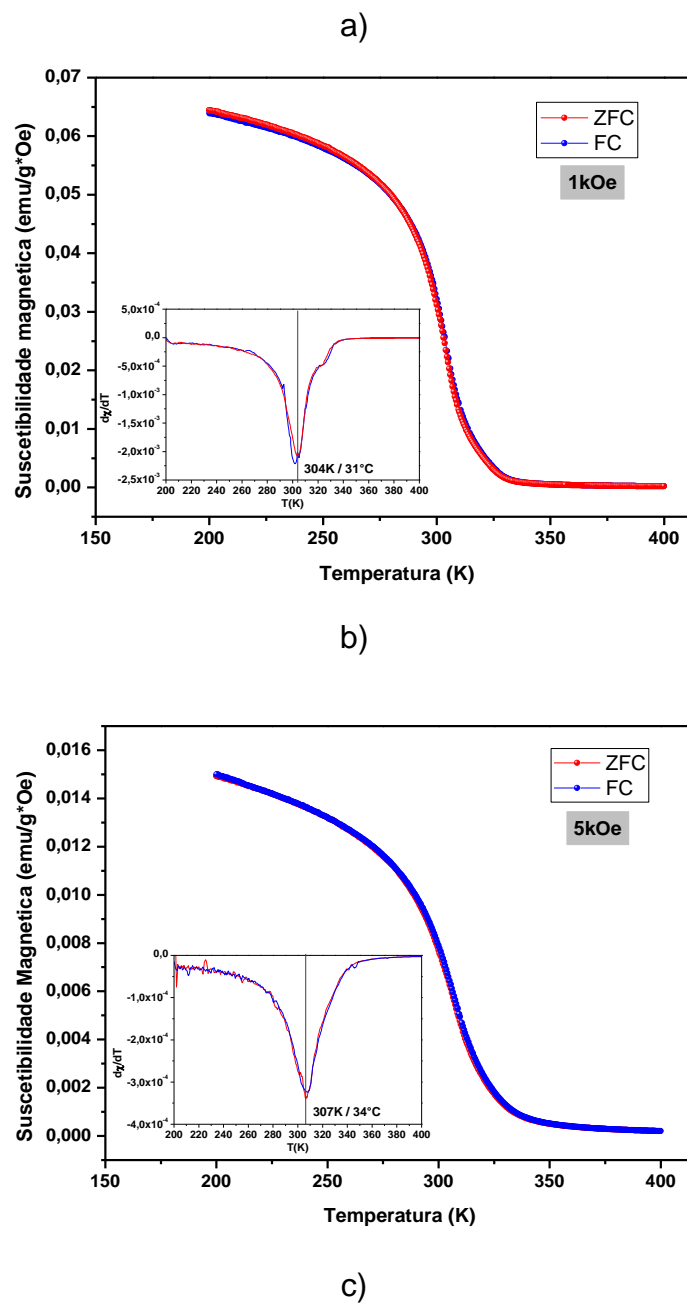 a)
0,07
0,06
0,05
0,04
0,03
0,02
0,01
0,00
Suscetibilidade magnetica (emu/g*Oe)
ZFC
FC
1kOe
5,0x10⁻⁴
0,0
-5,0x10⁻⁴
-1,0x10⁻³
-1,5x10⁻³
-2,0x10⁻³
-2,5x10⁻³
dχ/dT
304K / 31°C
200 220 240 260 280 300 320 340 360 380 400
T(K)
150 200 250 300 350 400
Temperatura (K)
b)
0,016
0,014
0,012
0,010
0,008
0,006
0,004
0,002
0,000
Suscetibilidade Magnetica (emu/g*Oe)
ZFC
FC
5kOe
0,0
-1,0x10⁻⁴
-2,0x10⁻⁴
-3,0x10⁻⁴
-4,0x10⁻⁴
dχ/dT
307K / 34°C
200 220 240 260 280 300 320 340 360 380 400
T(K)
150 200 250 300 350 400
Temperatura (K)
c)